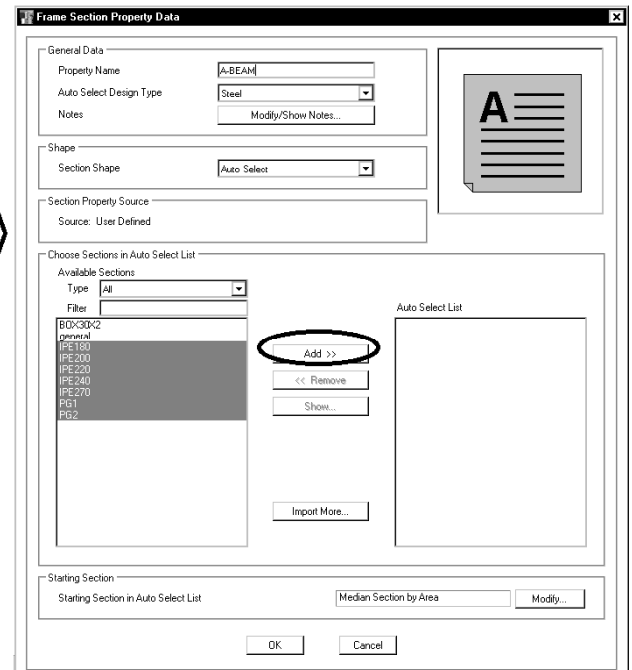 Frame Section Property Data
General Data
Property Name A-BEAM
Auto Select Design Type Steel
Notes Modify/Show Notes...
A
Shape
Section Shape Auto Select
Section Property Source
Source: User Defined
Choose Sections in Auto Select List
Available Sections
Type All
Filter
Auto Select List
BOX30X2
general
IPE180
IPE200
IPE220
IPE240
IPE270
PG1
PG2
Add >>
<< Remove
Show...
Import More...
Starting Section
Starting Section in Auto Select List Median Section by Area Modify...
OK Cancel